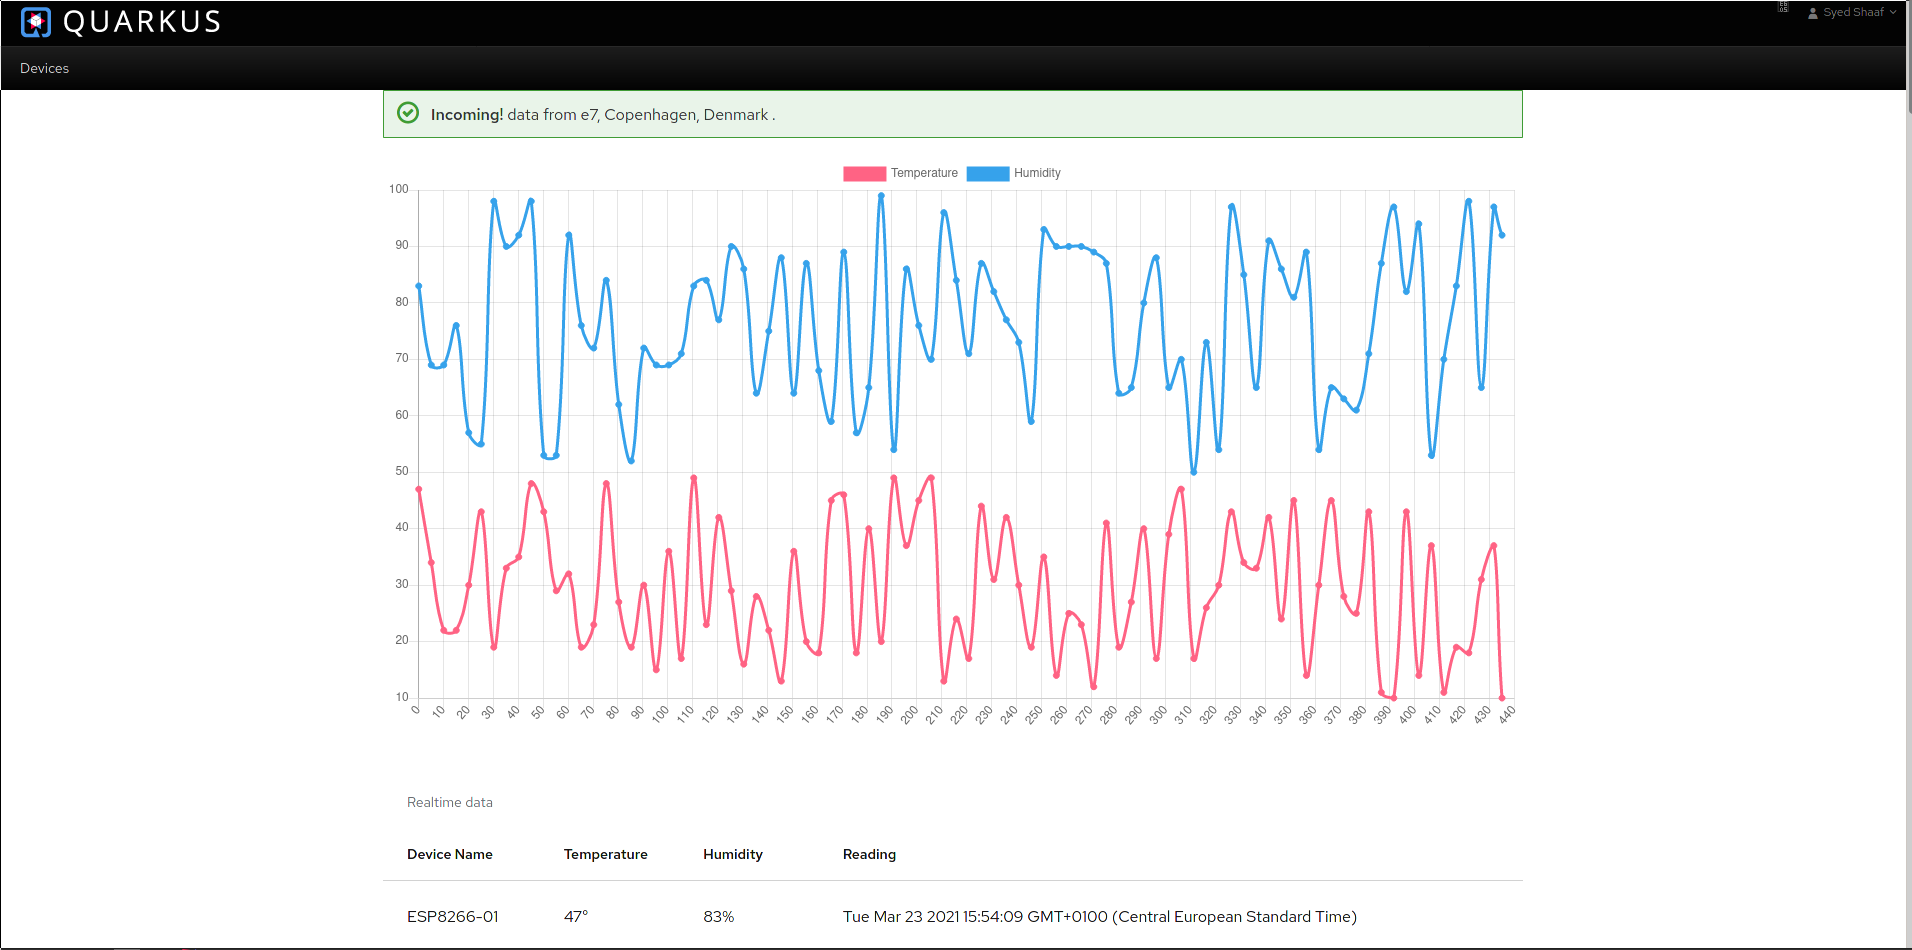 QUARKUS
Syed Shaaf
Devices
Incoming! data from e7, Copenhagen, Denmark .
Temperature Humidity
100
90
80
70
60
50
40
30
20
10
0 10 20 30 40 50 60 70 80 90 100 110 120 130 140 150 160 170 180 190 200 210 220 230 240 250 260 270 280 290 300 310 320 330 340 350 360 370 380 390 400 410 420 430 440
Realtime data
Device Name Temperature Humidity Reading
ESP8266-01 47° 83% Tue Mar 23 2021 15:54:09 GMT+0100 (Central European Standard Time)